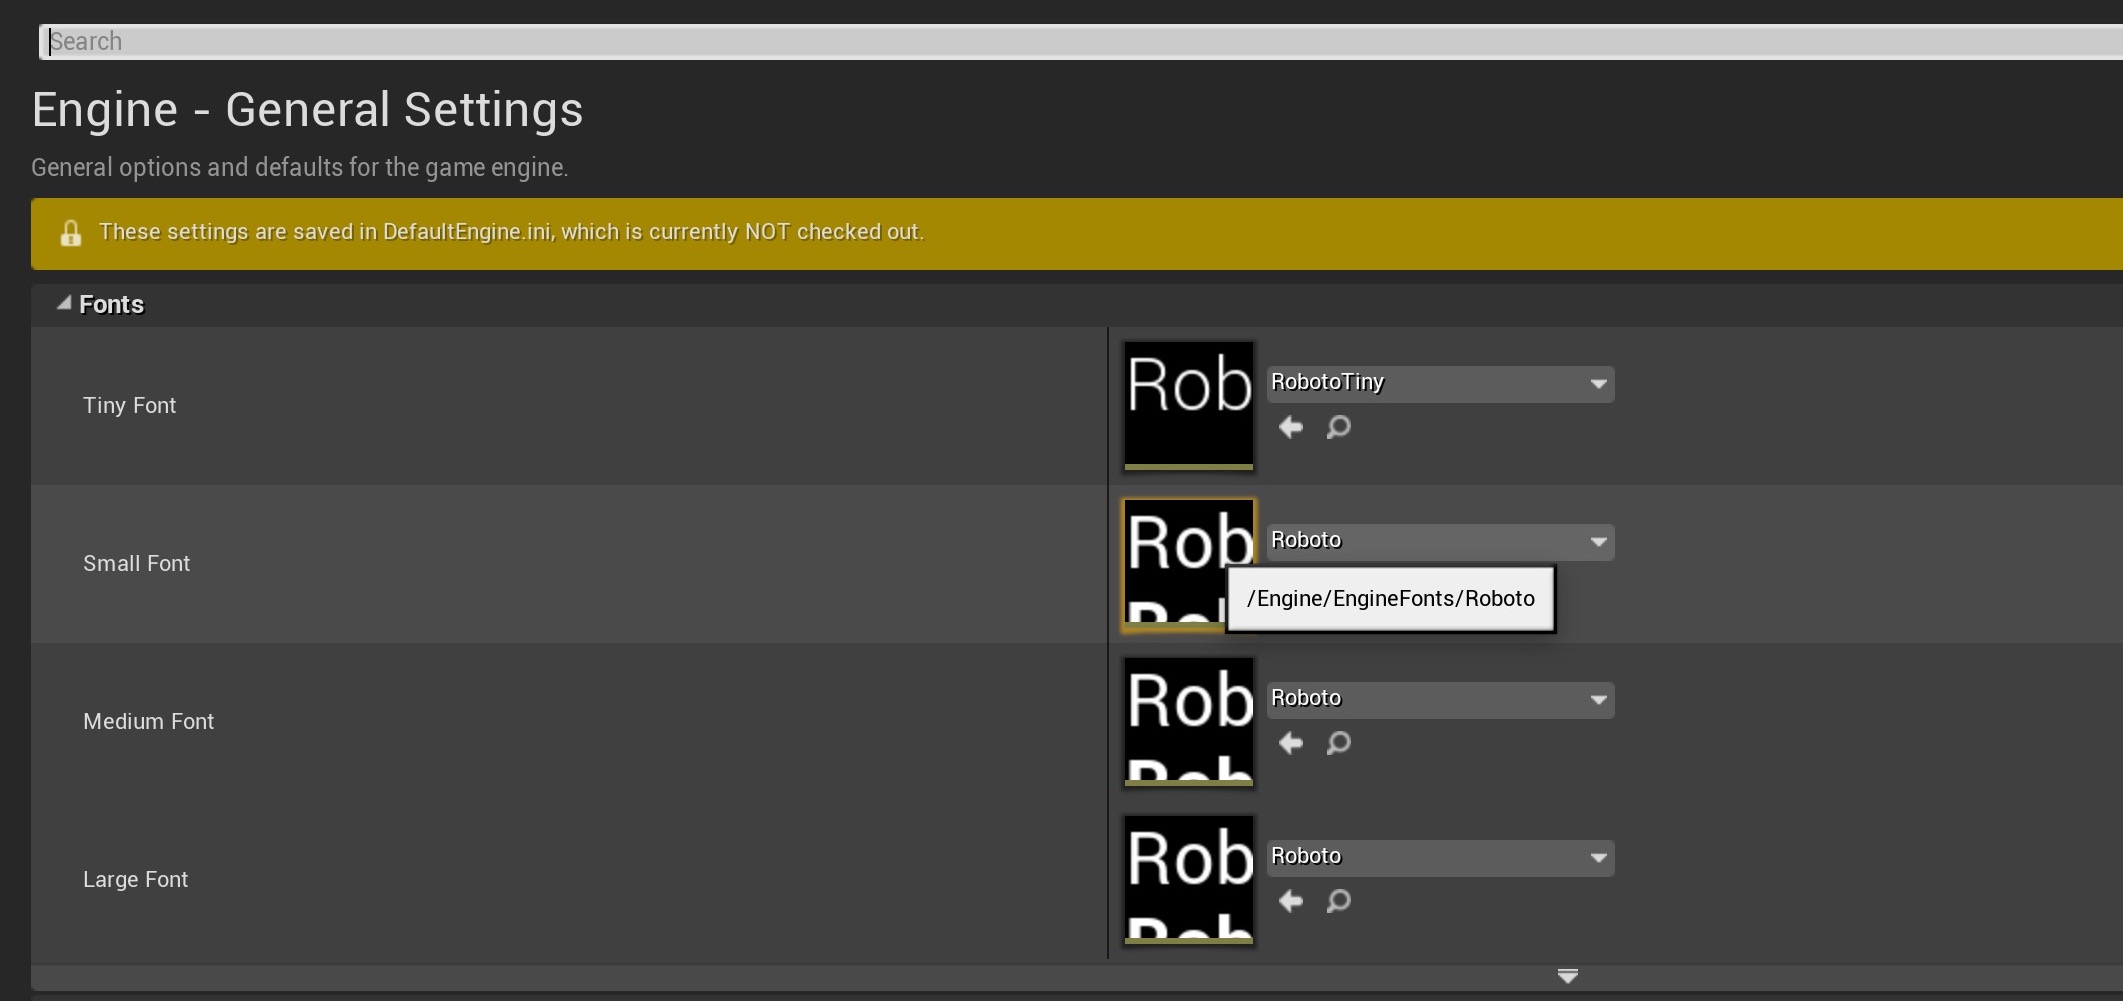 Search
Engine - General Settings
General options and defaults for the game engine.
These settings are saved in DefaultEngine.ini, which is currently NOT checked out.
Fonts
Tiny Font
Rob
RobotoTiny
Small Font
Rob
Roboto
/Engine/EngineFonts/Roboto
Medium Font
Rob
Rob
Roboto
Large Font
Rob
Rob
Roboto